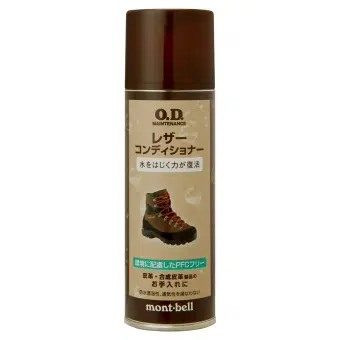 O.D.
MAINTENANCE
レザー
コンディショナー
水をはじく力が復活
環境に配慮したPFCフリー
皮革・合成皮革製品の
お手入れに
mont-bell